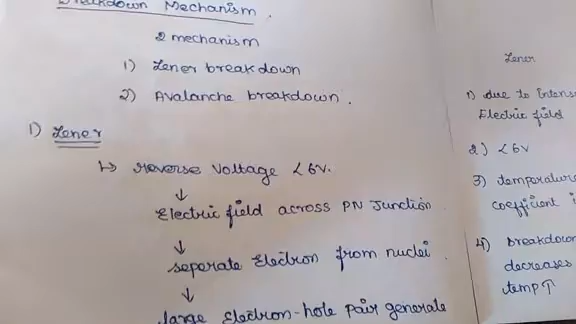 Breakdown Mechanism.
2 mechanism
1) Zener breakdown
2) Avalanche breakdown.
1) Zener
↳ reverse voltage <6v.
↓
Electric field across PN Junction
↓
seperate Electron from nuclei.
↓
large Electron-hole pair generate
Zener
1) due to Intens
Electric field
2) <6V
3) temperature
coefficient i
4) Breakdown
decreases
temp↑